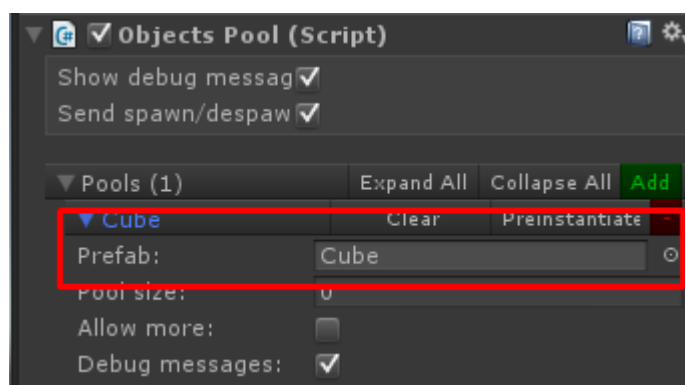 Objects Pool (Script)
Show debug messag
Send spawn/despaw
Pools (1) Expand All Collapse All Add
Cube Clear Preinstantiate -
Prefab: Cube
Pool size: 0
Allow more:
Debug messages: